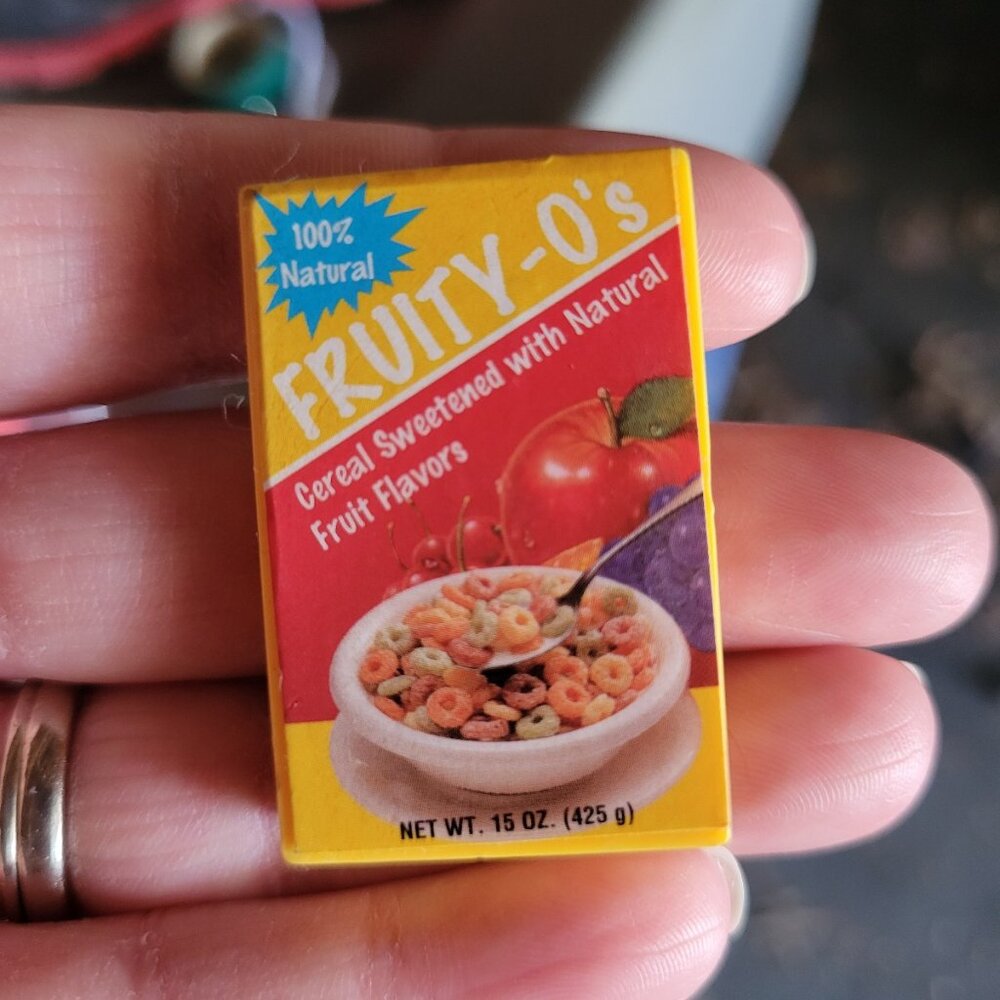 100%
Natural
FRUITY-O's
Cereal Sweetened with Natural
Fruit Flavors
NET WT. 15 OZ. (425 g)